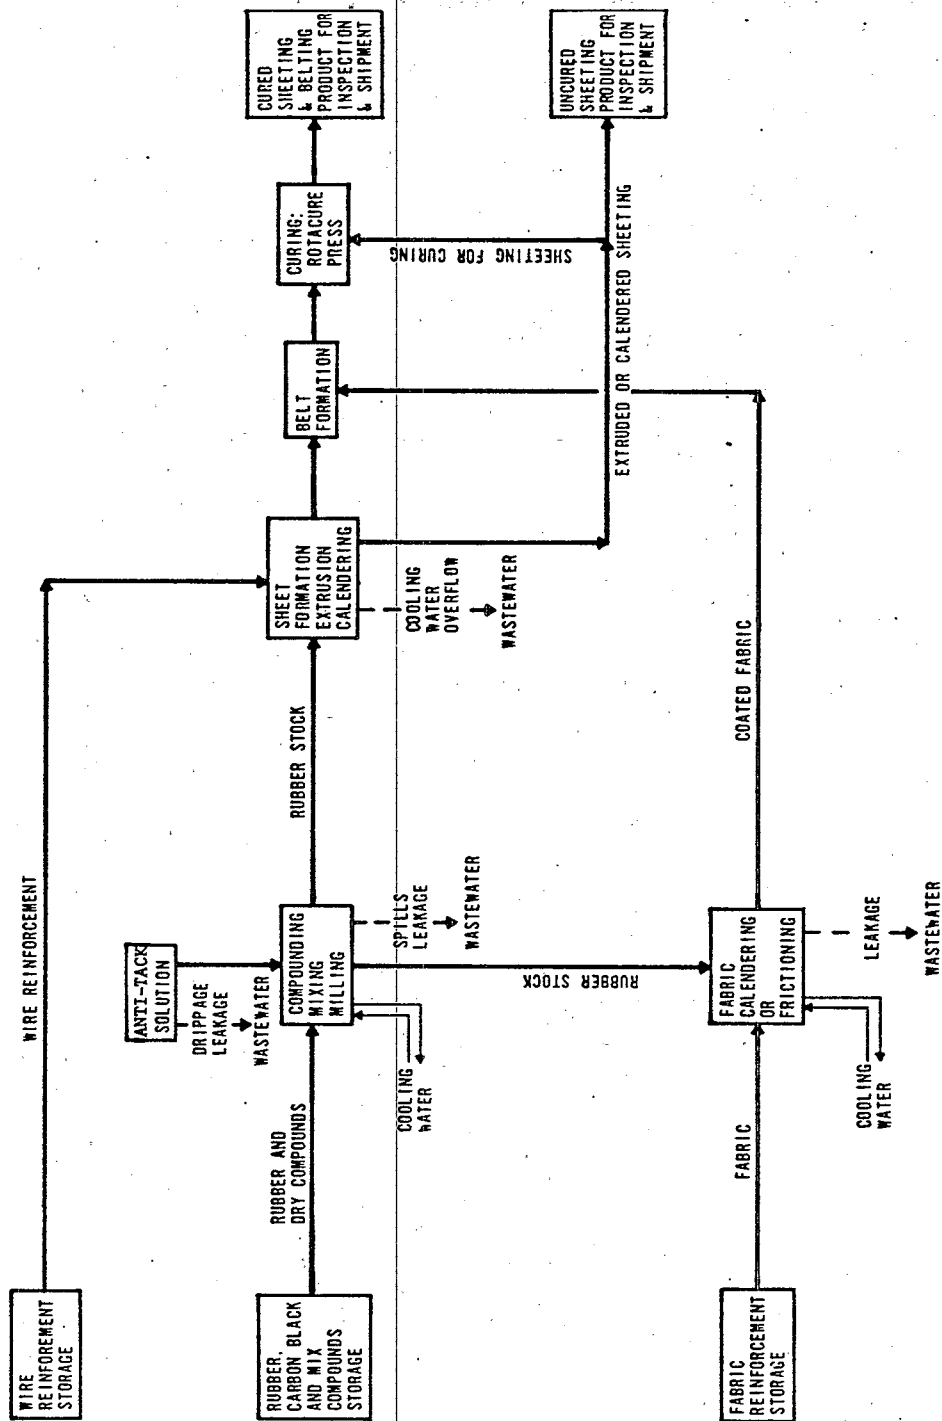 WIRE
REINFOREMENT
STORAGE
WIRE REINFORCEMENT
ANTI-TACK
SOLUTION
DRIPPAGE
LEAKAGE
WASTEWATER
RUBBER,
CARBON BLACK
AND MIX
COMPOUNDS
STORAGE
RUBBER AND
DRY COMPOUNDS
COMPOUNDING
MIXING
MILLING
COOLING
WATER
SPILLS
LEAKAGE
WASTEWATER
RUBBER STOCK
SHEET
FORMATION
EXTRUSION
CALENDERING
COOLING
WATER
OVERFLOW
WASTEWATER
BELT
FORMATION
CURING:
ROTACURE
PRESS
CURED
SHEETING
& BELTING
PRODUCT FOR
INSPECTION
& SHIPMENT
SHEETING FOR CURING
EXTRUDED OR CALENDERED SHEETING
UNCURED
SHEETING
PRODUCT FOR
INSPECTION
& SHIPMENT
RUBBER STOCK
FABRIC
REINFORCEMENT
STORAGE
FABRIC
FABRIC
CALENDERING
OR
FRICTIONING
COOLING
WATER
LEAKAGE
WASTEWATER
COATED FABRIC